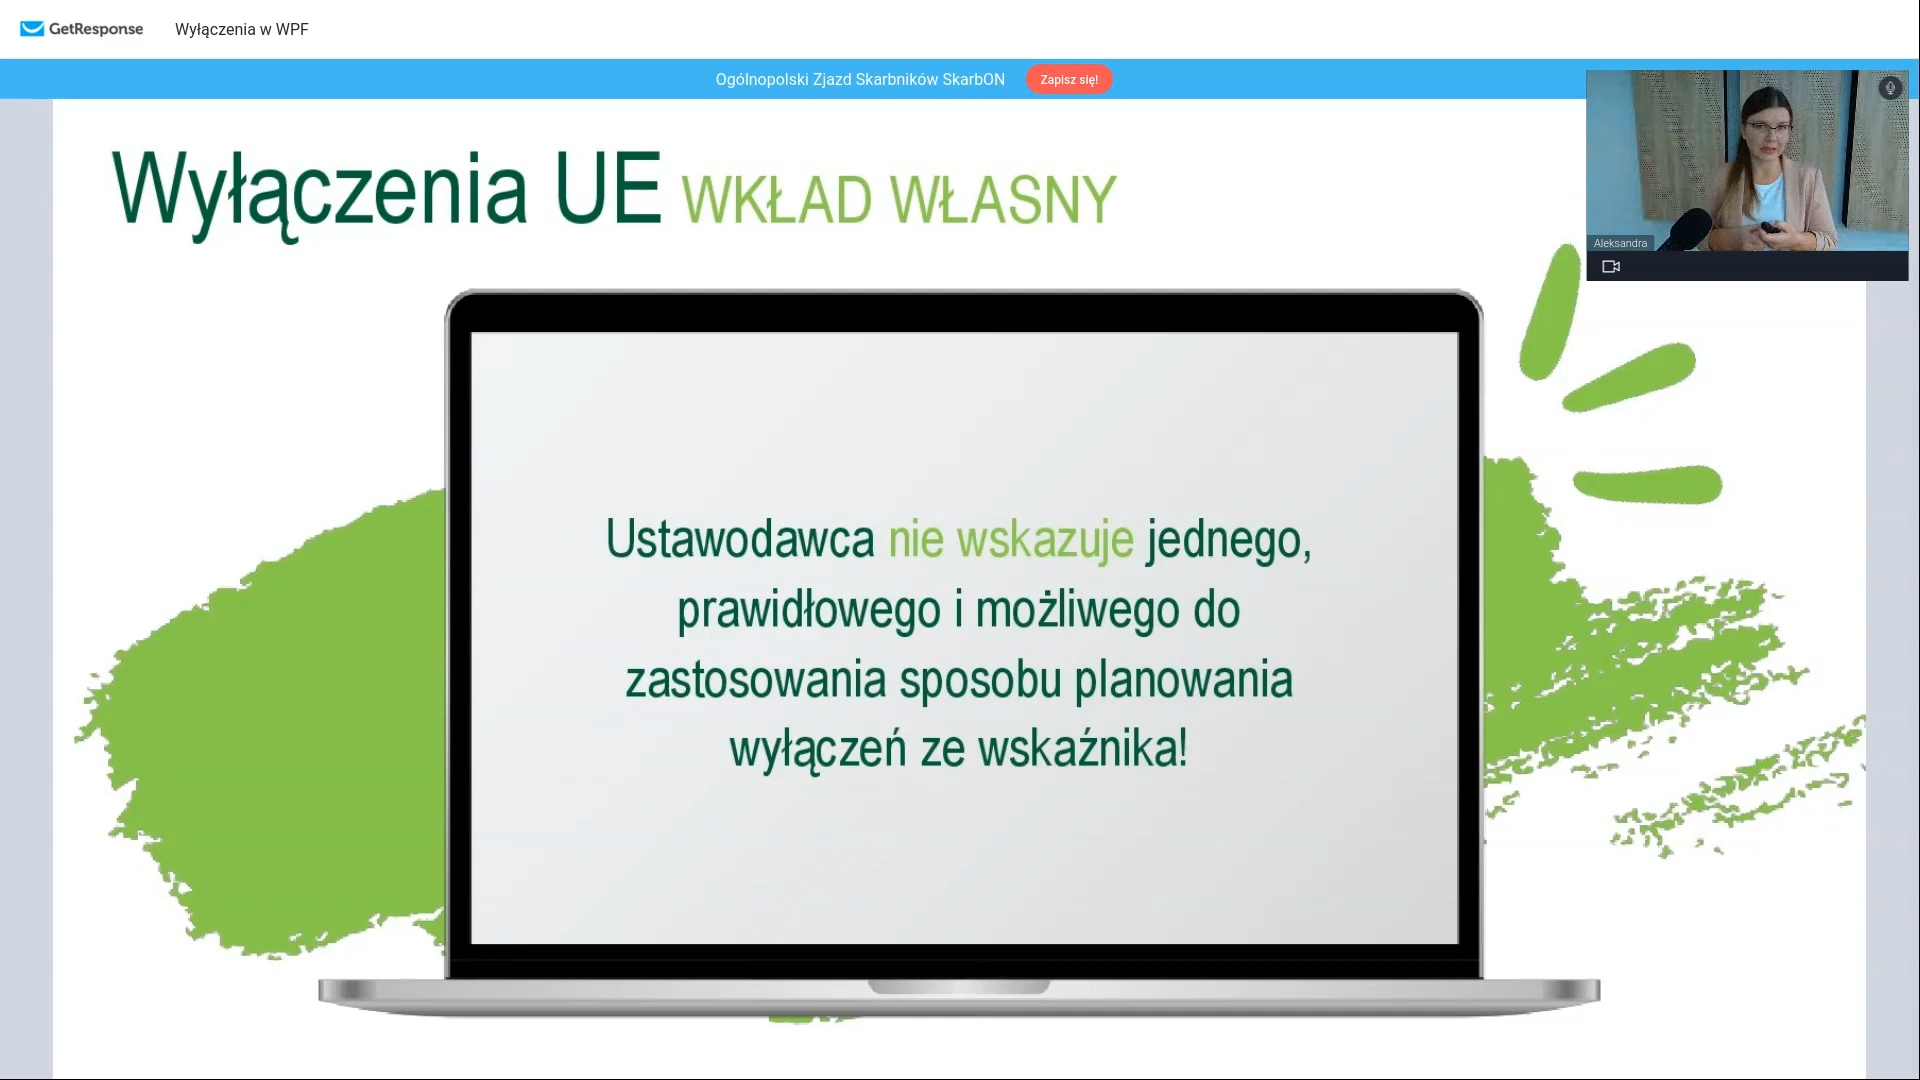 GetResponse
Wyłączenia w WPF
Ogólnopolski Zjazd Skarbników SkarbON
Zapisz się!
Wyłączenia UE WKŁAD WŁASNY
Aleksandra
Ustawodawca nie wskazuje jednego,
prawidłowego i możliwego do
zastosowania sposobu planowania
wyłączeń ze wskaźnika!